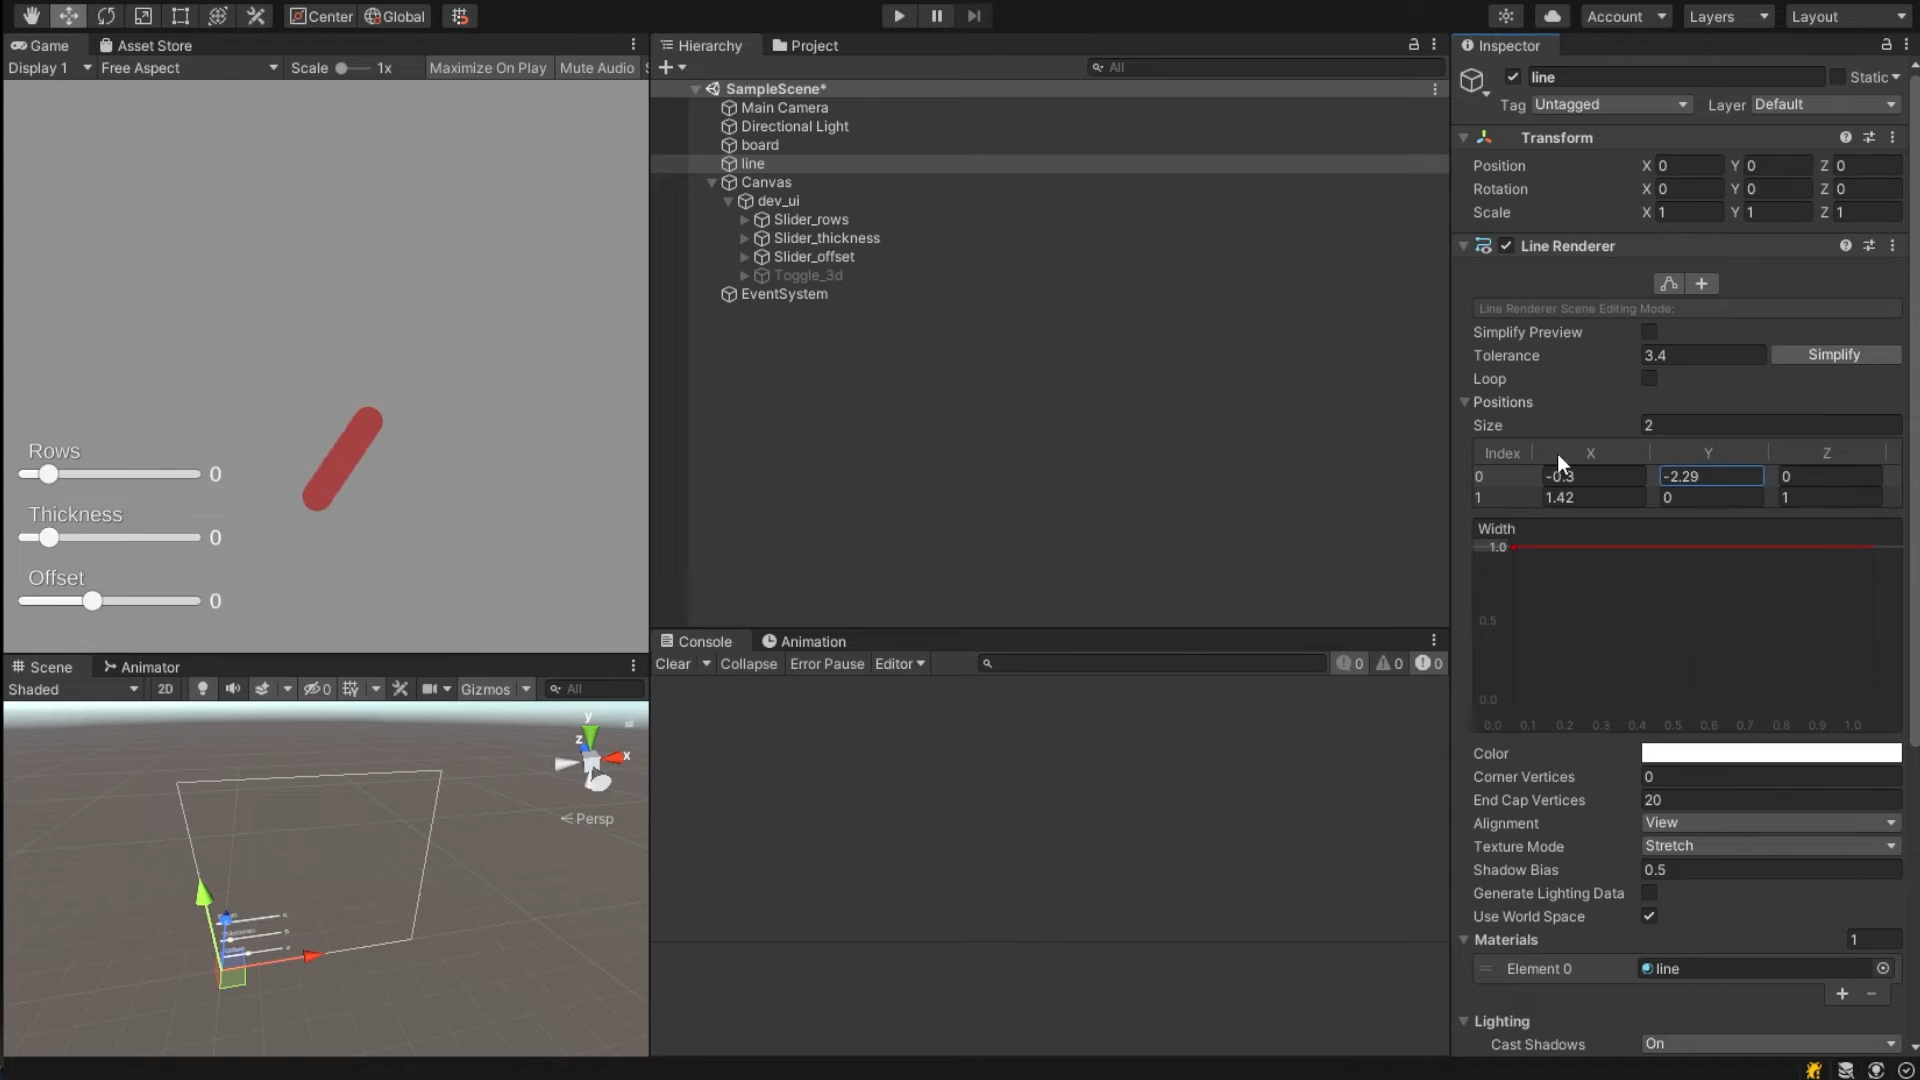 Center Global Account Layers Layout
Game Asset Store
Display 1 Free Aspect Scale 1x Maximize On Play Mute Audio
Rows 0
Thickness 0
Offset 0
Scene Animator
Shaded 2D 0 Gizmos All
y
z
x
Persp
Hierarchy Project
All
SampleScene*
Main Camera
Directional Light
board
line
Canvas
dev_ui
Slider_rows
Slider_thickness
Slider_offset
Toggle_3d
EventSystem
Console Animation
Clear Collapse Error Pause Editor 0 0 0
Inspector
line Static
Tag Untagged Layer Default
Transform
Position X 0 Y 0 Z 0
Rotation X 0 Y 0 Z 0
Scale X 1 Y 1 Z 1
Line Renderer
Line Renderer Scene Editing Mode:
Simplify Preview
Tolerance 3.4 Simplify
Loop
Positions
Size 2
Index X Y Z
0 -0.3 -2.29 0
1 1.42 0 1
Width
1.0
0.5
0.0
0.0 0.1 0.2 0.3 0.4 0.5 0.6 0.7 0.8 0.9 1.0
Color
Corner Vertices 0
End Cap Vertices 20
Alignment View
Texture Mode Stretch
Shadow Bias 0.5
Generate Lighting Data
Use World Space
Materials 1
Element 0 line
Lighting
Cast Shadows On